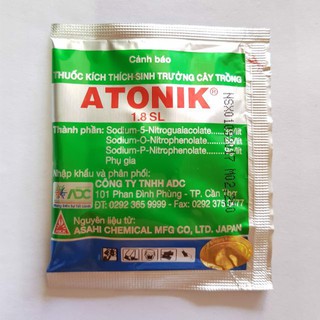 Cảnh báo
THUỐC KÍCH THÍCH SINH TRƯỞNG CÂY TRỒNG
ATONIK®
1.8 SL
Thành phần: Sodium-5-Nitroguaiacolate
Sodium-O-Nitrophenolate
Sodium-P-Nitrophenolate
Phụ gia
Nhập khẩu và phân phối:
CÔNG TY TNHH ADC
101 Phan Đình Phùng - TP. Cần
ĐT: 0292 385 9999 - Fax: 0292 375
ADC
Nguyên liệu từ:
ASAHI CHEMICAL MFG CO, LTD. JAPAN